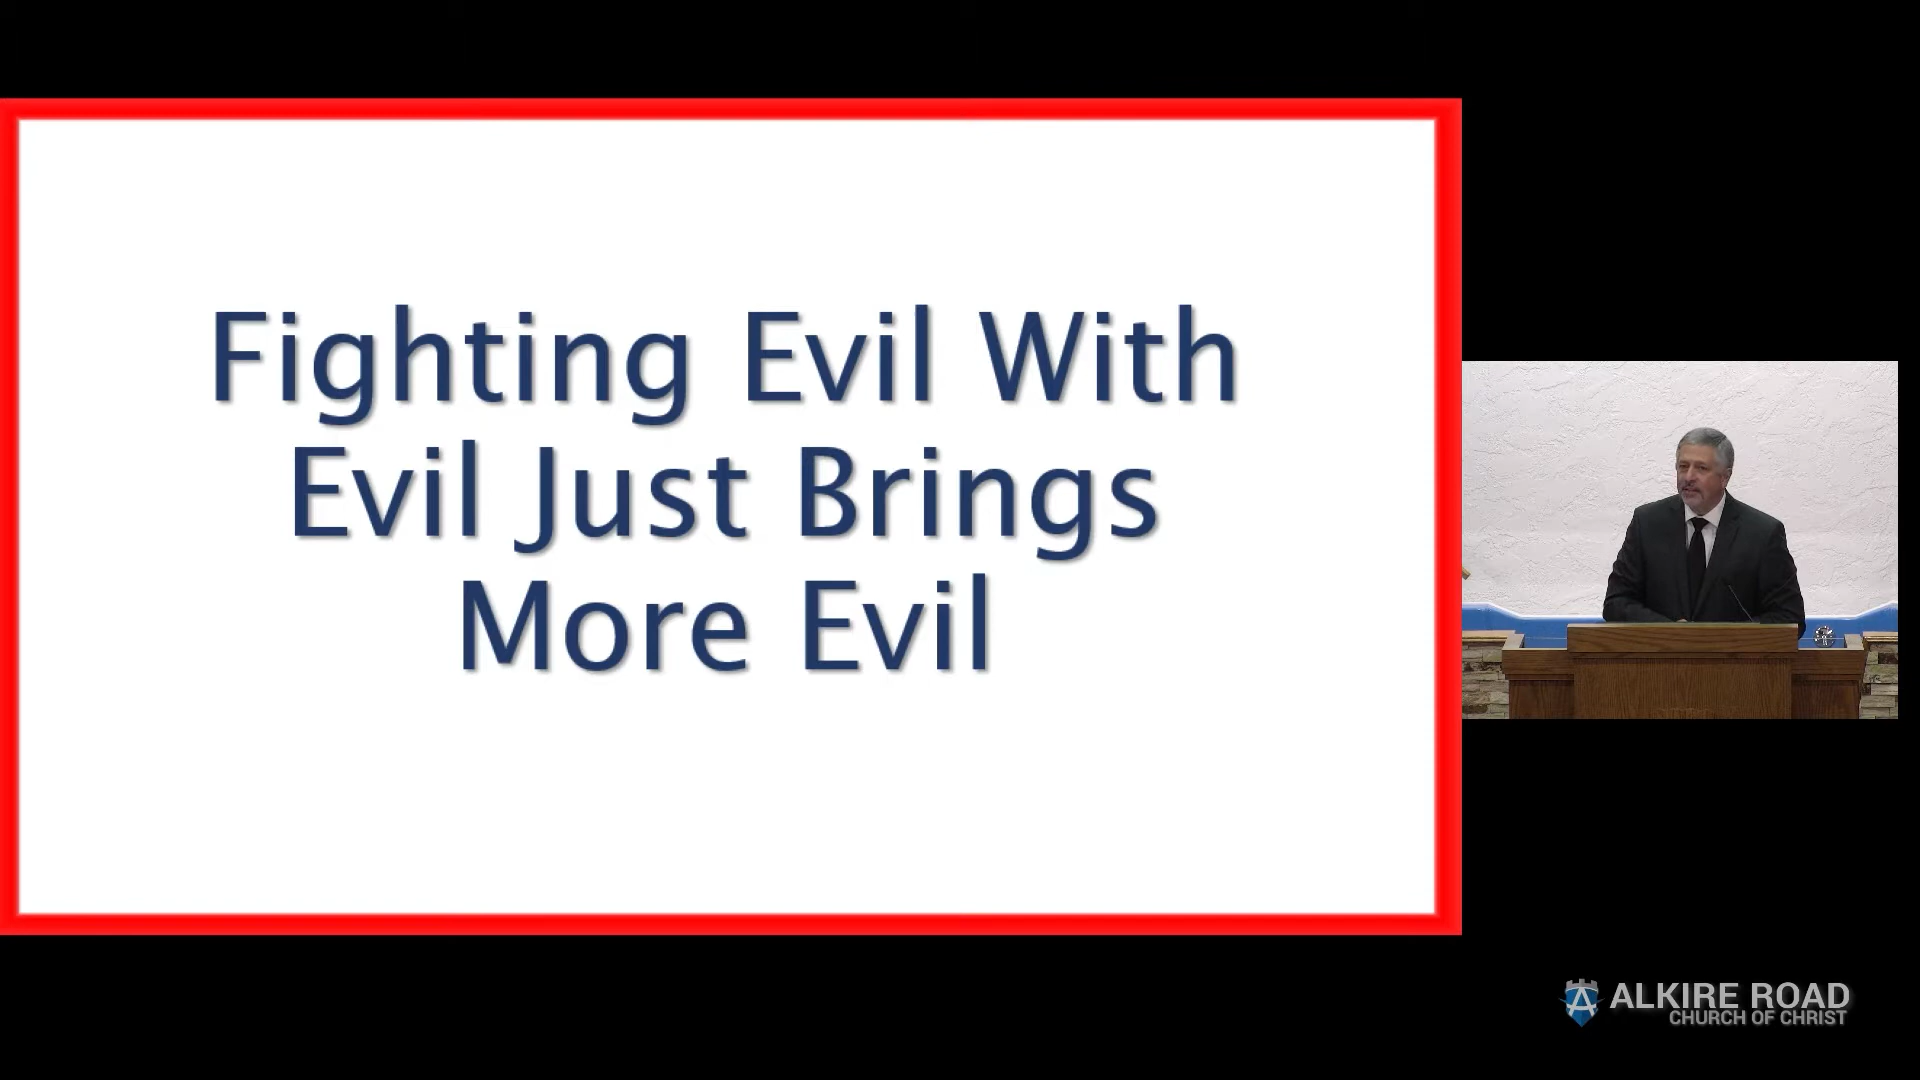 Fighting Evil With
Evil Just Brings
More Evil
ALKIRE ROAD
CHURCH OF CHRIST